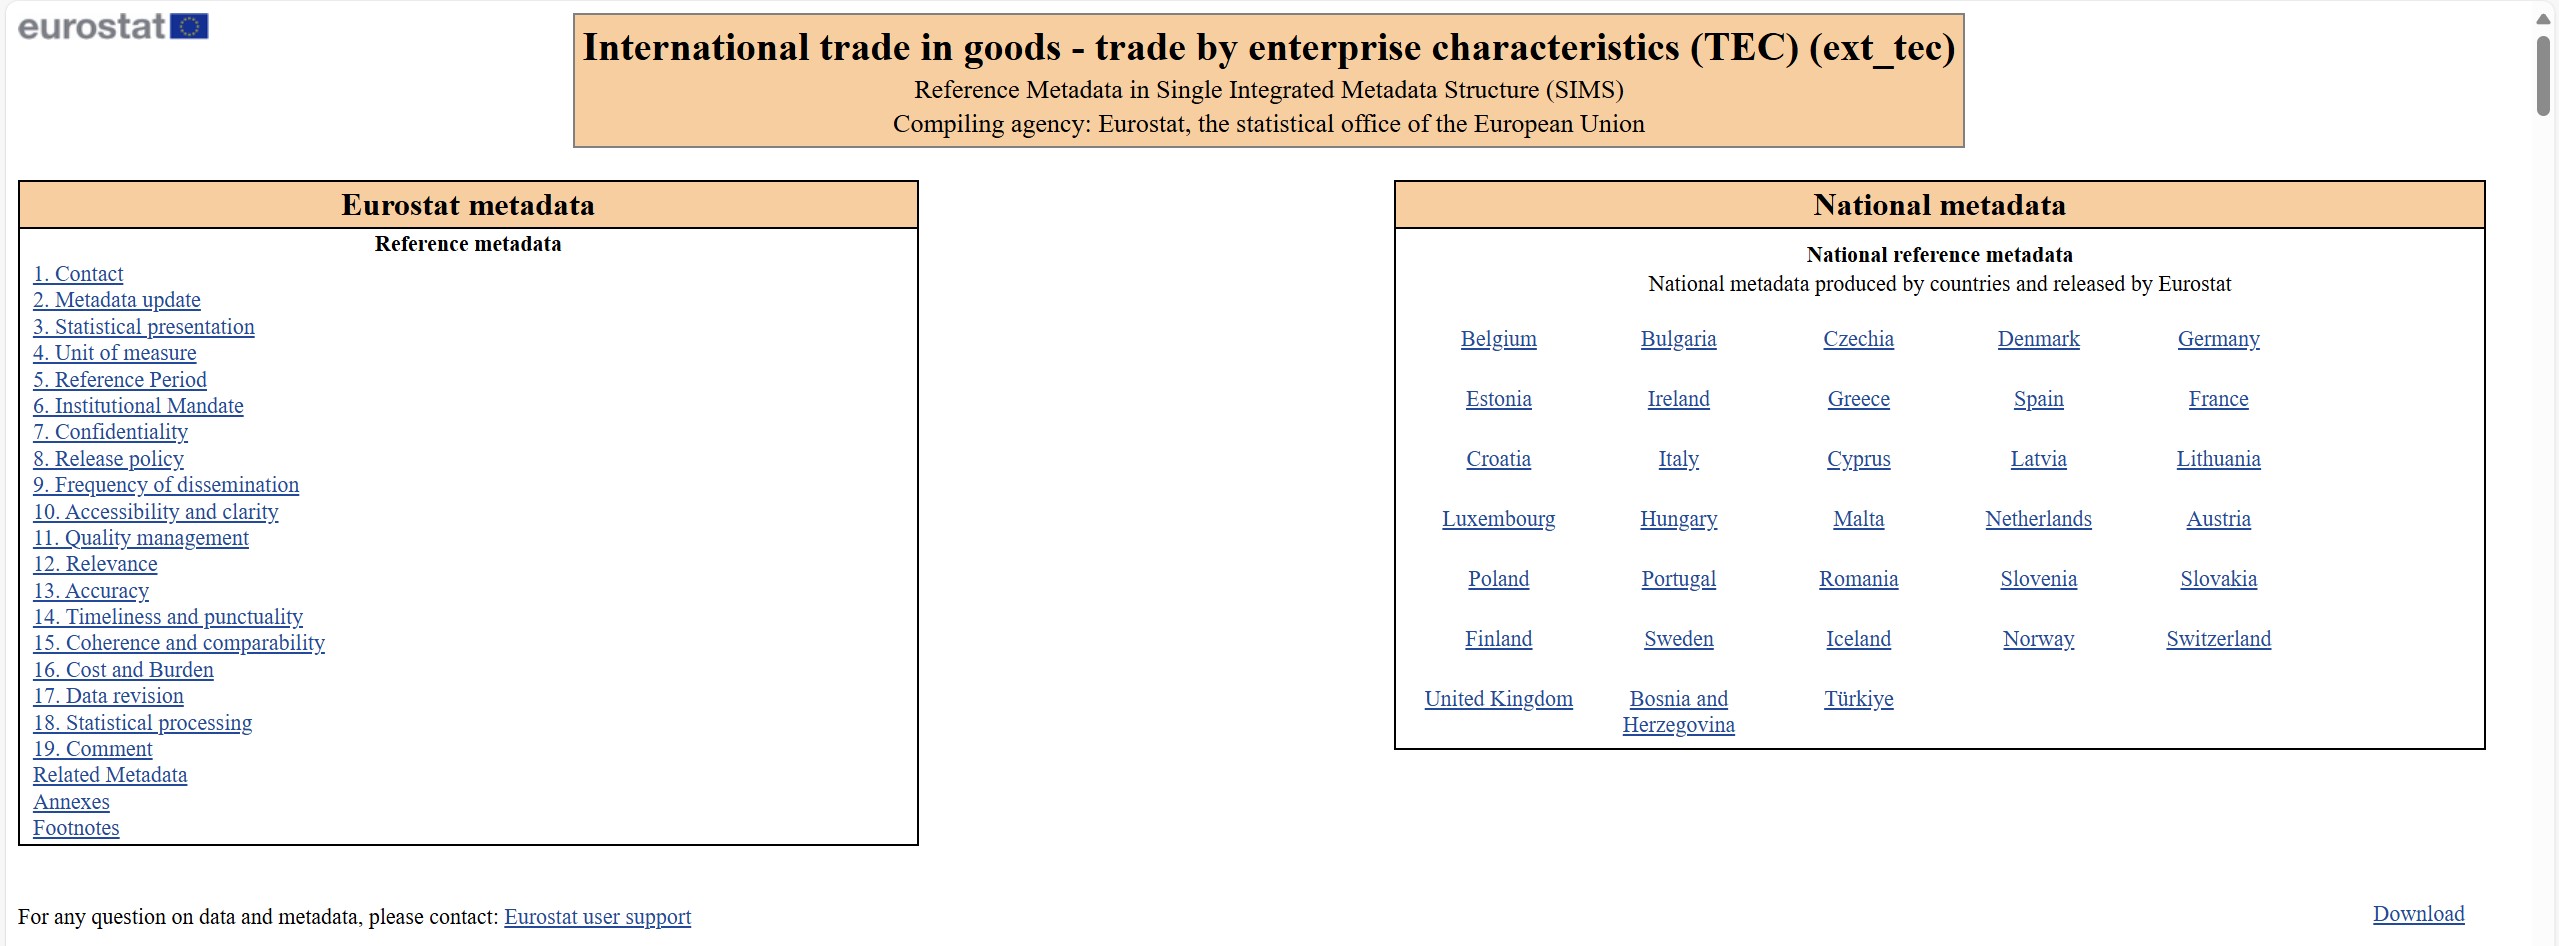 eurostat
International trade in goods - trade by enterprise characteristics (TEC) (ext_tec)
Reference Metadata in Single Integrated Metadata Structure (SIMS)
Compiling agency: Eurostat, the statistical office of the European Union
Eurostat metadata
Reference metadata
1. Contact
2. Metadata update
3. Statistical presentation
4. Unit of measure
5. Reference Period
6. Institutional Mandate
7. Confidentiality
8. Release policy
9. Frequency of dissemination
10. Accessibility and clarity
11. Quality management
12. Relevance
13. Accuracy
14. Timeliness and punctuality
15. Coherence and comparability
16. Cost and Burden
17. Data revision
18. Statistical processing
19. Comment
Related Metadata
Annexes
Footnotes
National metadata
National reference metadata
National metadata produced by countries and released by Eurostat
Belgium Bulgaria Czechia Denmark Germany
Estonia Ireland Greece Spain France
Croatia Italy Cyprus Latvia Lithuania
Luxembourg Hungary Malta Netherlands Austria
Poland Portugal Romania Slovenia Slovakia
Finland Sweden Iceland Norway Switzerland
United Kingdom Bosnia and Türkiye
Herzegovina
For any question on data and metadata, please contact: Eurostat user support
Download